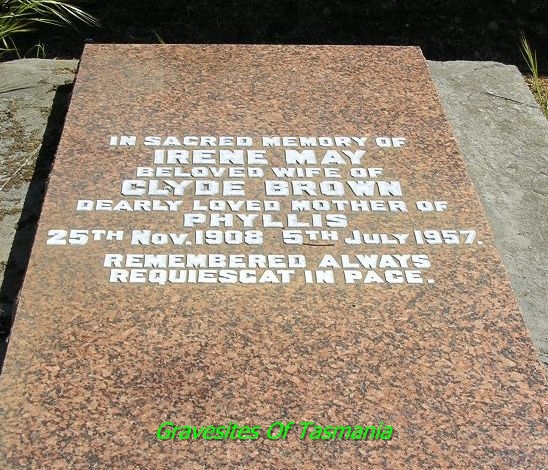 IN SACRED MEMORY OF
IRENE MAY
BELOVED WIFE OF
CLYDE BROWN
DEARLY LOVED MOTHER OF
PHYLLIS
25TH NOV. 1908 5TH JULY 1957.
REMEMBERED ALWAYS
REQUIESCAT IN PACE.
Gravesites Of Tasmania